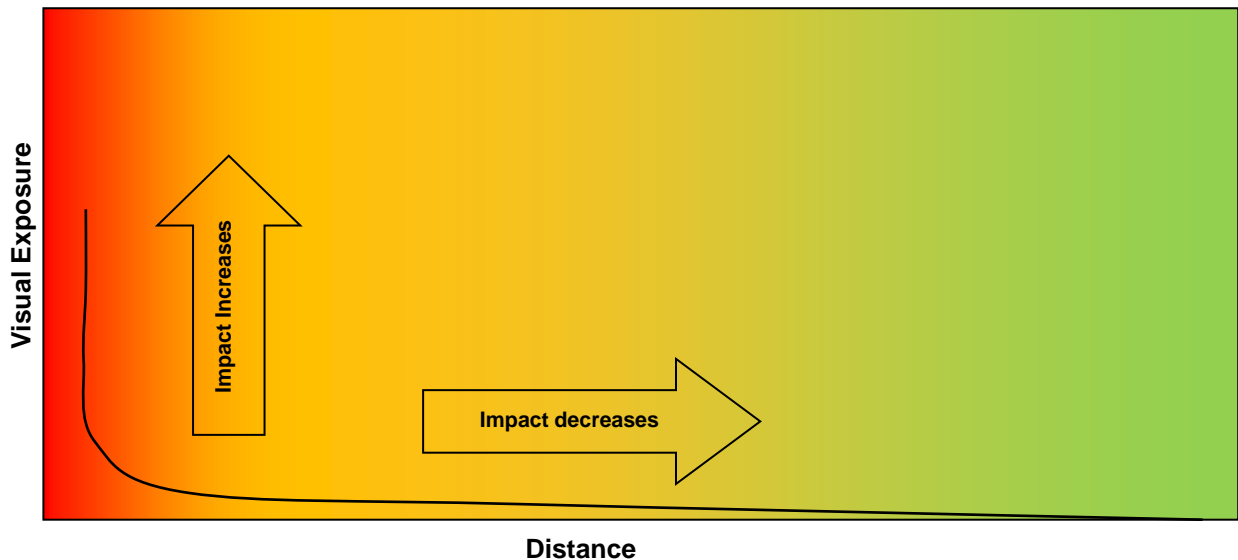 Visual Exposure
Impact Increases
Impact decreases
Distance